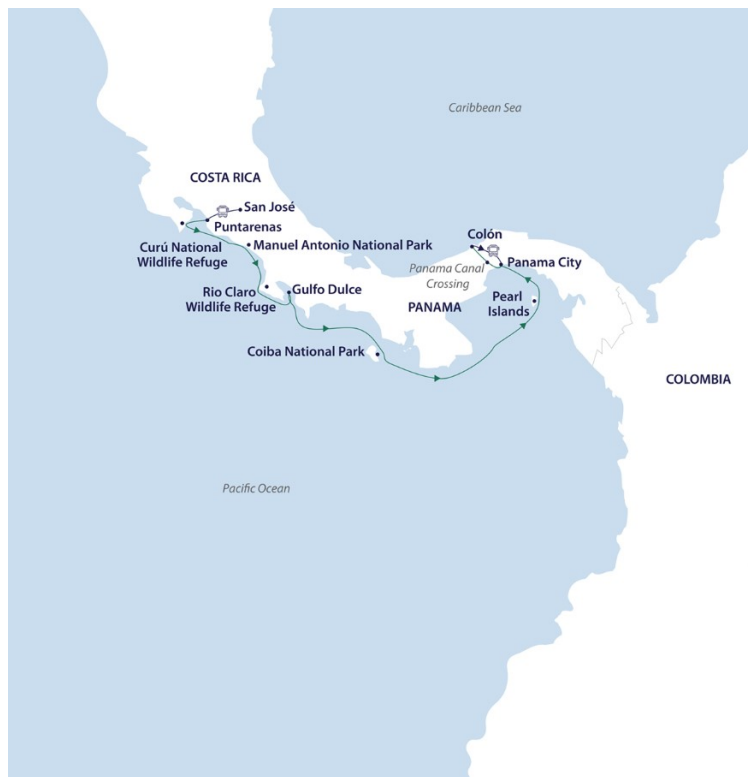 Caribbean Sea
COSTA RICA
San José
Puntarenas
Curú National
Wildlife Refuge
Manuel Antonio National Park
Rio Claro
Wildlife Refuge
Gulfo Dulce
Coiba National Park
Colón
Panama City
Panama Canal
Crossing
Pearl
Islands
PANAMA
COLOMBIA
Pacific Ocean